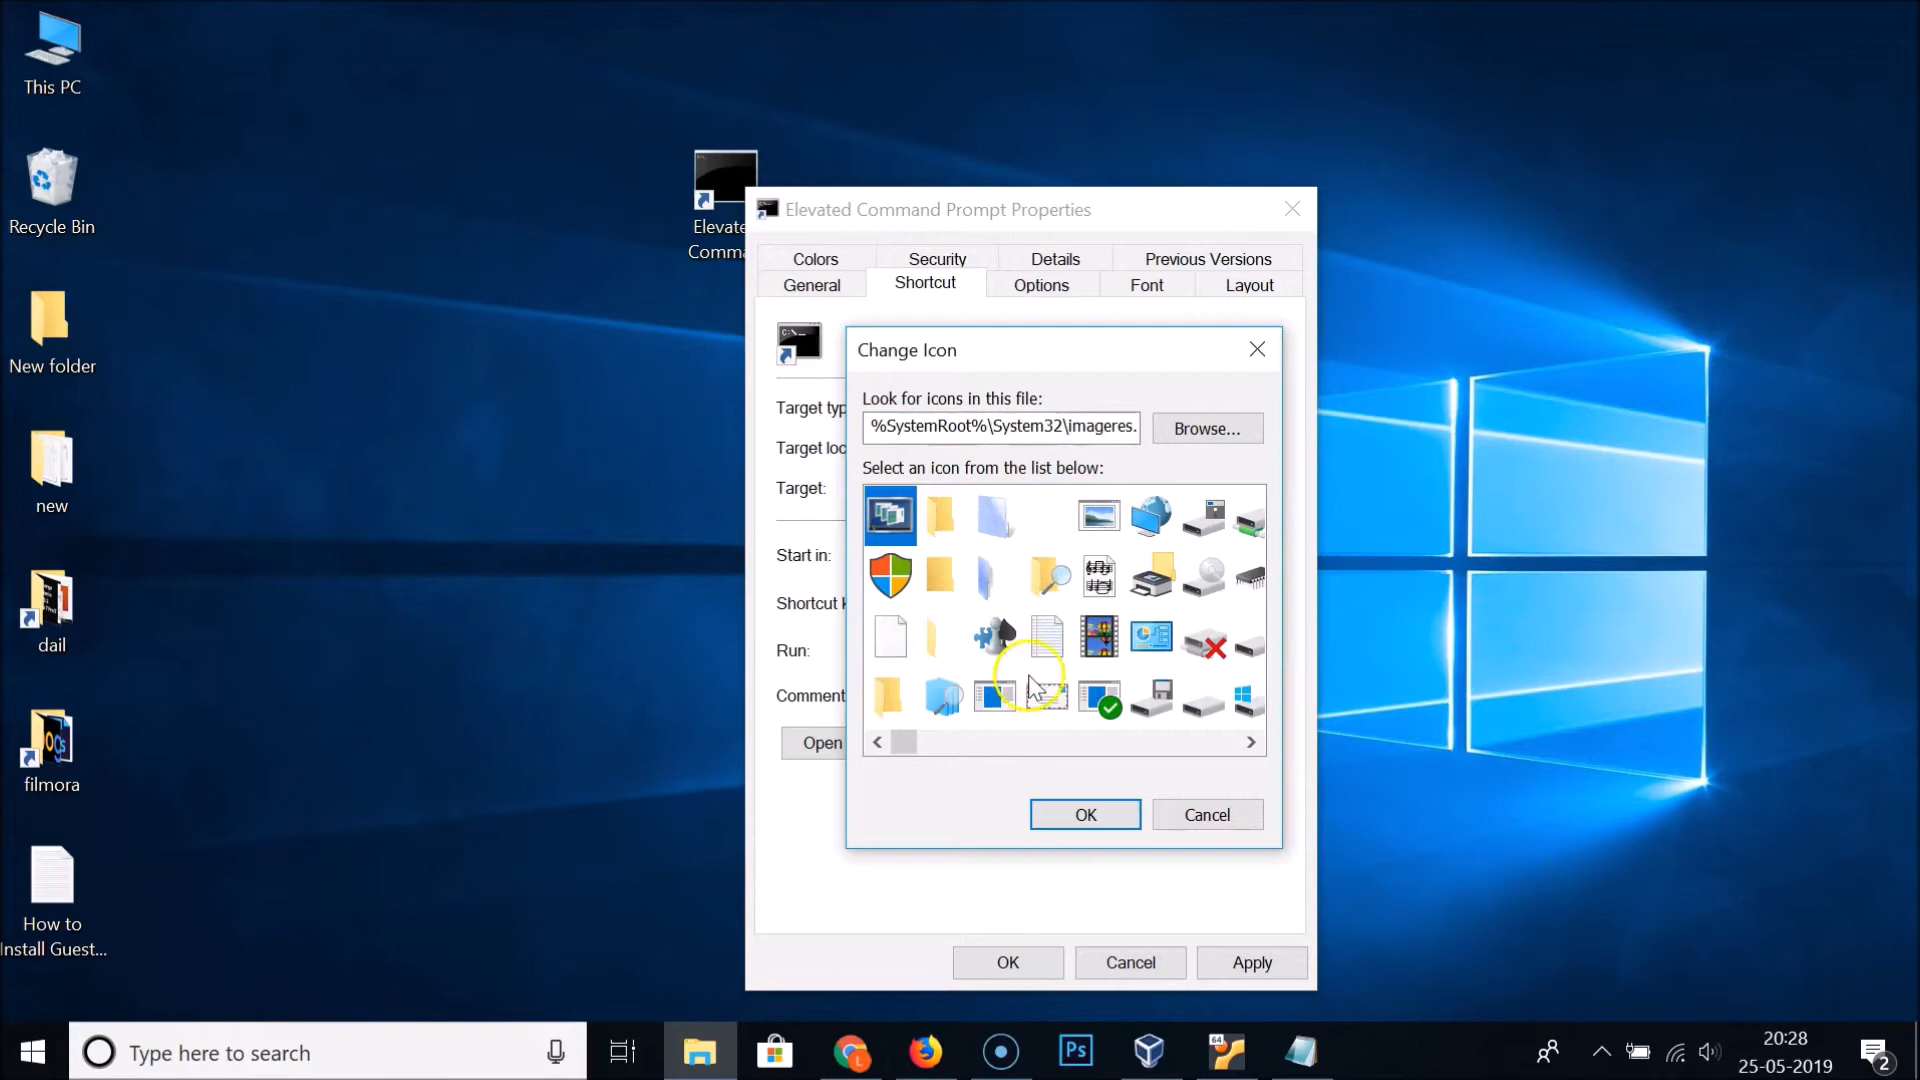 This PC
Recycle Bin
New folder
new
dail
filmora
How to
Install Guest...
Elevate
Comma
Elevated Command Prompt Properties
Colors
Security
Details
Previous Versions
General
Shortcut
Options
Font
Layout
C:\
Target typ
Target loc
Target:
Start in:
Shortcut k
Run:
Comment
Open
Change Icon
Look for icons in this file:
%SystemRoot%\System32\imageres.
Browse...
Select an icon from the list below:
OK
Cancel
OK
Cancel
Apply
Type here to search
L
Ps
64
20:28
25-05-2019
2